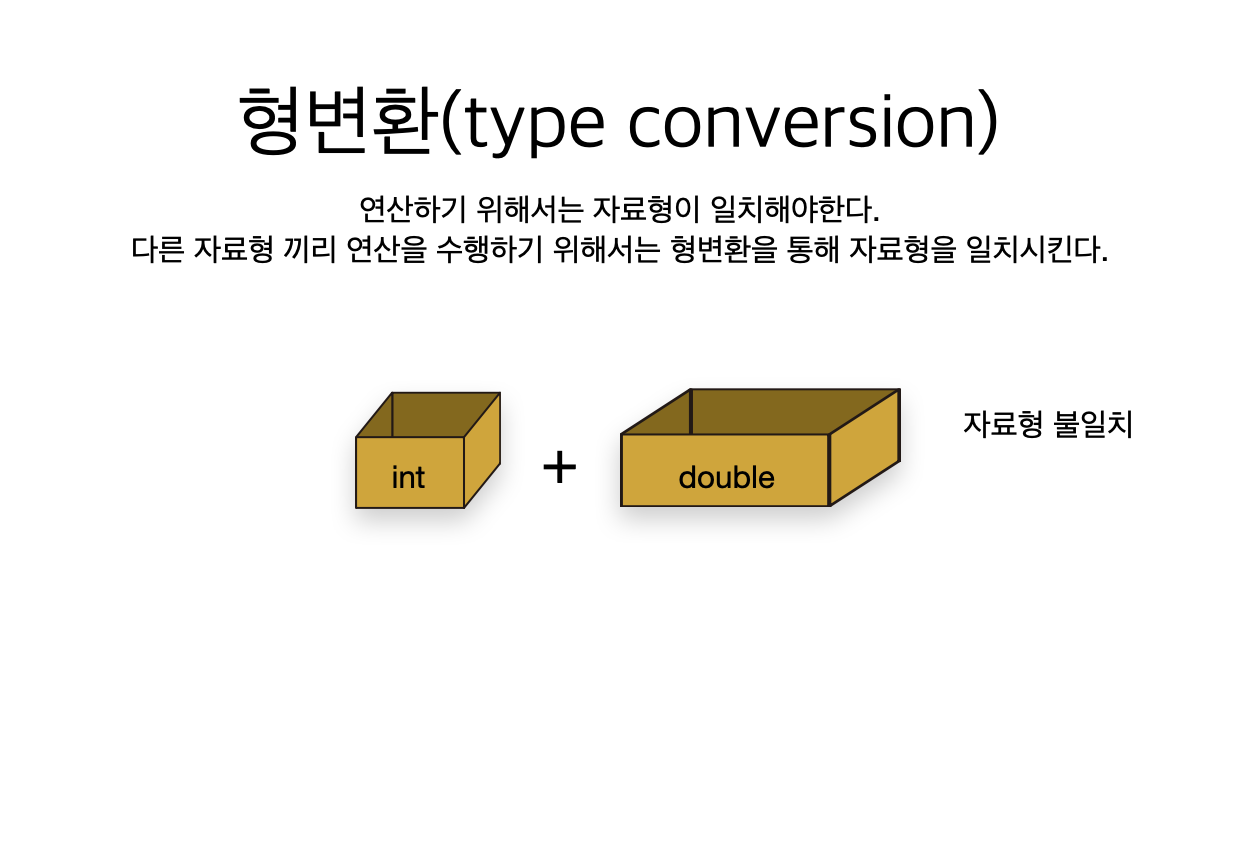 형변환(type conversion)
연산하기 위해서는 자료형이 일치해야한다.
다른 자료형 끼리 연산을 수행하기 위해서는 형변환을 통해 자료형을 일치시킨다.
자료형 불일치
int + double